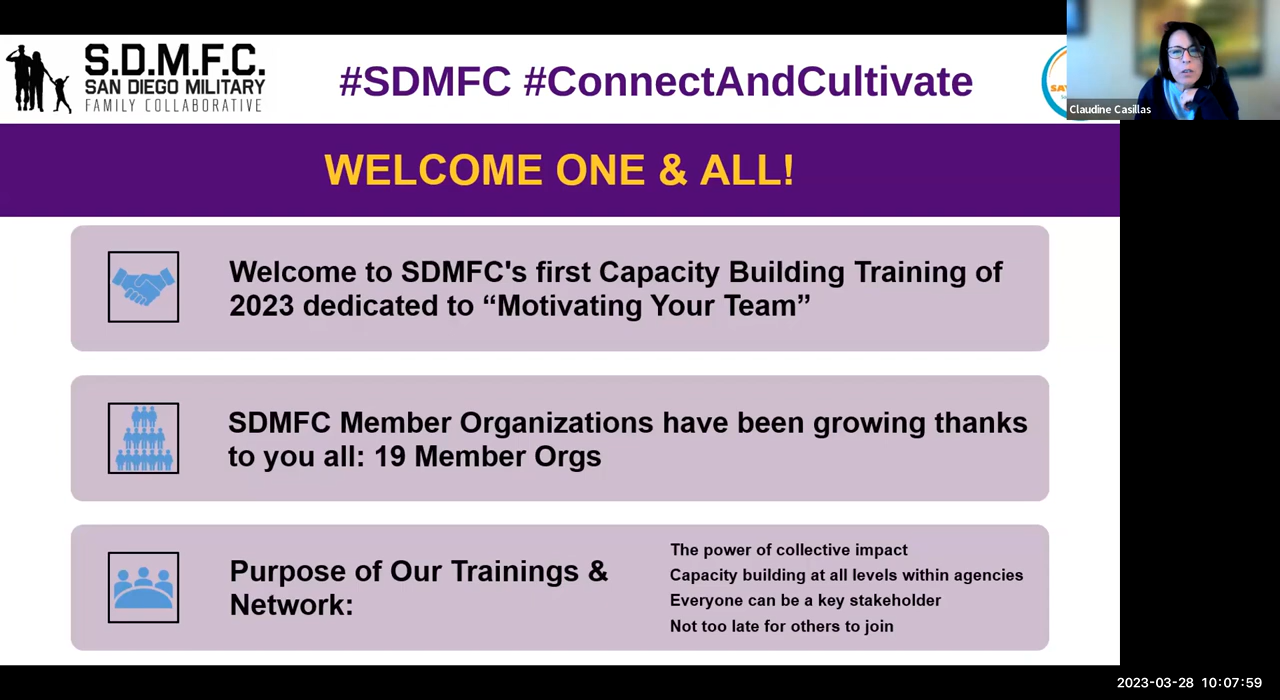 S.D.M.F.C.
SAN DIEGO MILITARY
FAMILY COLLABORATIVE
#SDMFC #ConnectAndCultivate
Claudine Casillas
WELCOME ONE & ALL!
Welcome to SDMFC's first Capacity Building Training of
2023 dedicated to “Motivating Your Team”
SDMFC Member Organizations have been growing thanks
to you all: 19 Member Orgs
Purpose of Our Trainings &
Network:
The power of collective impact
Capacity building at all levels within agencies
Everyone can be a key stakeholder
Not too late for others to join
2023-03-28 10:07:59